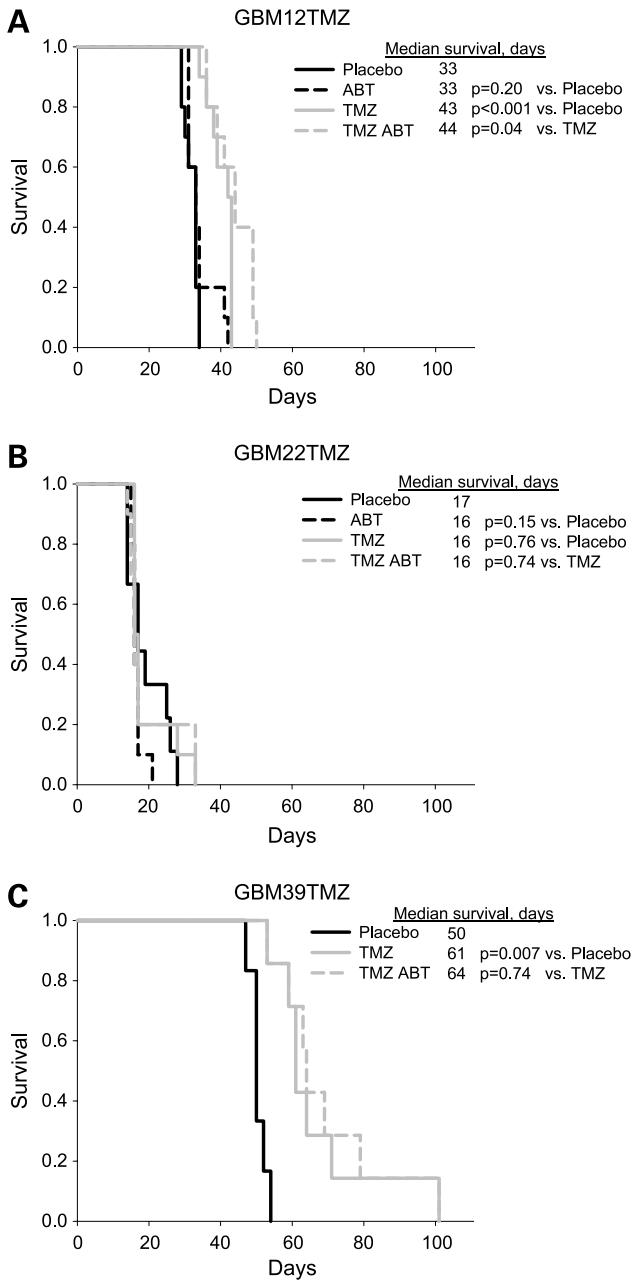 A
GBM12TMZ
Median survival, days
Placebo 33
ABT 33 p=0.20 vs. Placebo
TMZ 43 p<0.001 vs. Placebo
TMZ ABT 44 p=0.04 vs. TMZ
1.0
0.8
0.6
0.4
0.2
0.0
Survival
0 20 40 60 80 100
Days
B
GBM22TMZ
Median survival, days
Placebo 17
ABT 16 p=0.15 vs. Placebo
TMZ 16 p=0.76 vs. Placebo
TMZ ABT 16 p=0.74 vs. TMZ
1.0
0.8
0.6
0.4
0.2
0.0
Survival
0 20 40 60 80 100
Days
C
GBM39TMZ
Median survival, days
Placebo 50
TMZ 61 p=0.007 vs. Placebo
TMZ ABT 64 p=0.74 vs. TMZ
1.0
0.8
0.6
0.4
0.2
0.0
Survival
0 20 40 60 80 100
Days